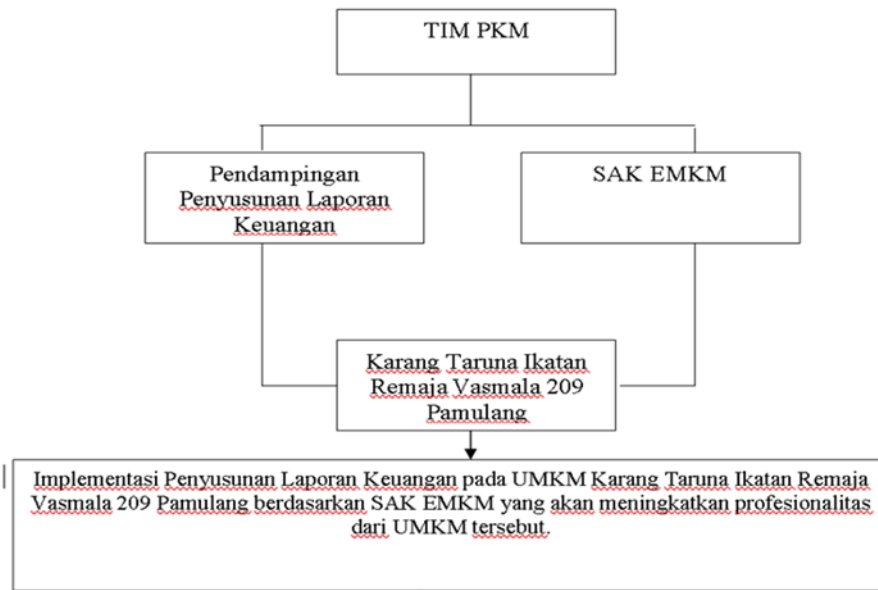 TIM PKM
Pendampingan
Penyusunan Laporan
Keuangan
SAK EMKM
Karang Taruna Ikatan
Remaja Vasmala 209
Pamulang
Implementasi Penyusunan Laporan Keuangan pada UMKM Karang Taruna Ikatan Remaja
Vasmala 209 Pamulang berdasarkan SAK EMKM yang akan meningkatkan profesionalitas
dari UMKM tersebut.